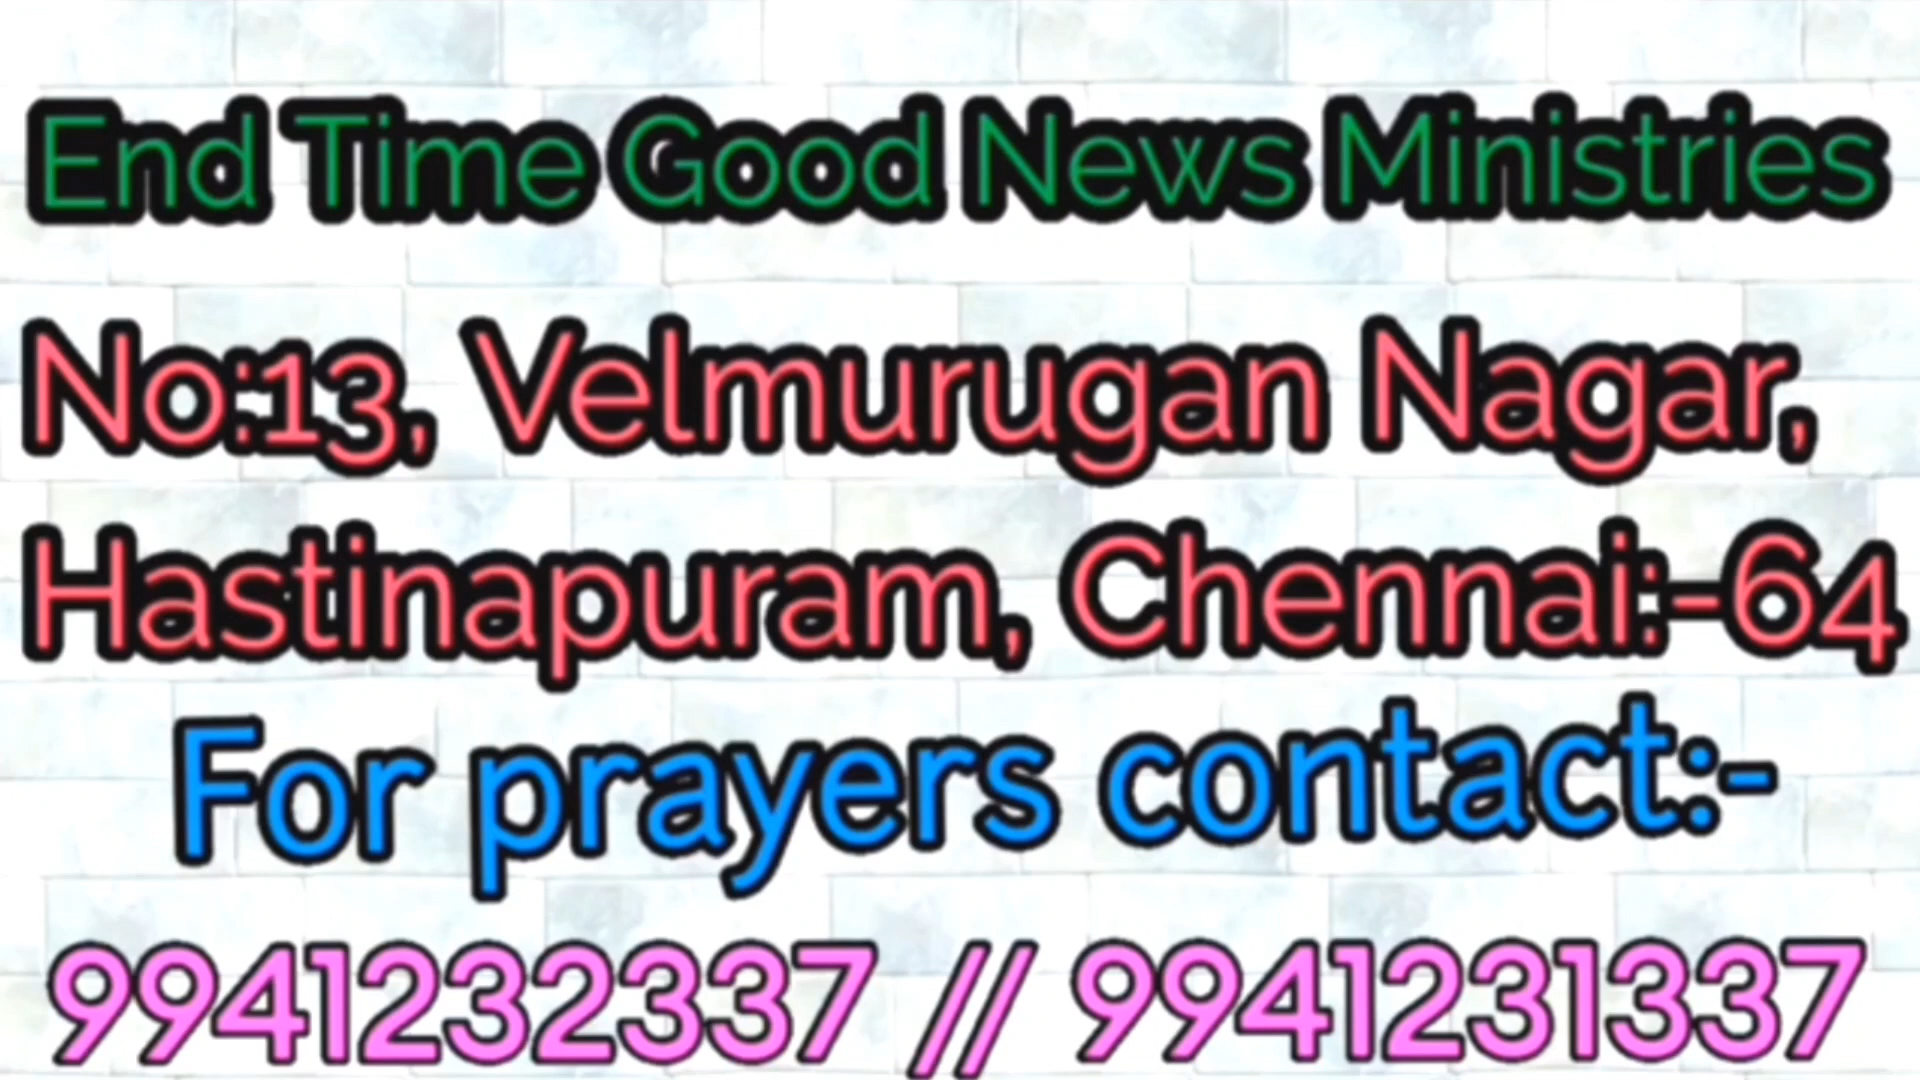 End Time Good News Ministries
No:13, Velmurugan Nagar,
Hastinapuram, Chennai:-64
For prayers contact:-
9941232337 // 9941231337